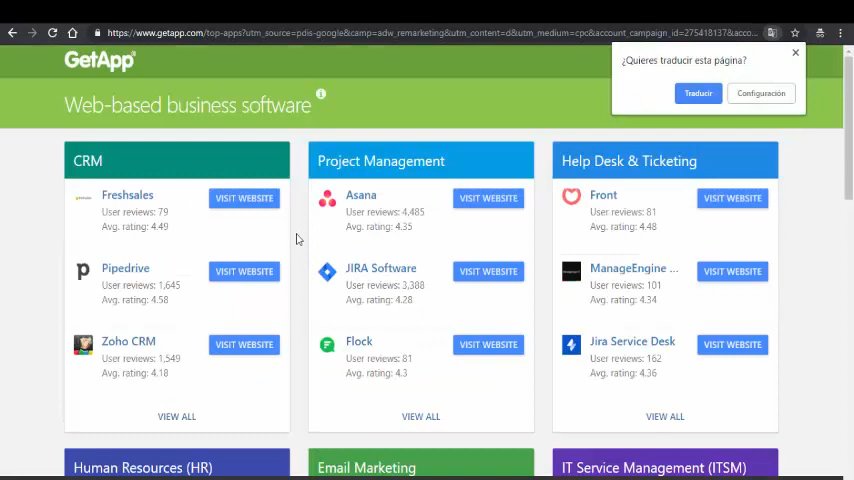 https://www.getapp.com/top-apps?utm_source=pdis-google&camp=adw_remarketing&utm_content=d&utm_medium=cpc&account_campaign_id=275418137&acco...
GetApp
¿Quieres traducir esta página?
Traducir
Configuración
Web-based business software
CRM
Freshsales
VISIT WEBSITE
User reviews: 79
Avg. rating: 4.49
Pipedrive
VISIT WEBSITE
User reviews: 1,645
Avg. rating: 4.58
Zoho CRM
VISIT WEBSITE
User reviews: 1,549
Avg. rating: 4.18
VIEW ALL
Project Management
Asana
VISIT WEBSITE
User reviews: 4,485
Avg. rating: 4.35
JIRA Software
VISIT WEBSITE
User reviews: 3,388
Avg. rating: 4.28
Flock
VISIT WEBSITE
User reviews: 81
Avg. rating: 4.3
VIEW ALL
Help Desk & Ticketing
Front
VISIT WEBSITE
User reviews: 81
Avg. rating: 4.48
ManageEngine ...
VISIT WEBSITE
User reviews: 101
Avg. rating: 4.34
Jira Service Desk
VISIT WEBSITE
User reviews: 162
Avg. rating: 4.36
VIEW ALL
Human Resources (HR)
Email Marketing
IT Service Management (ITSM)